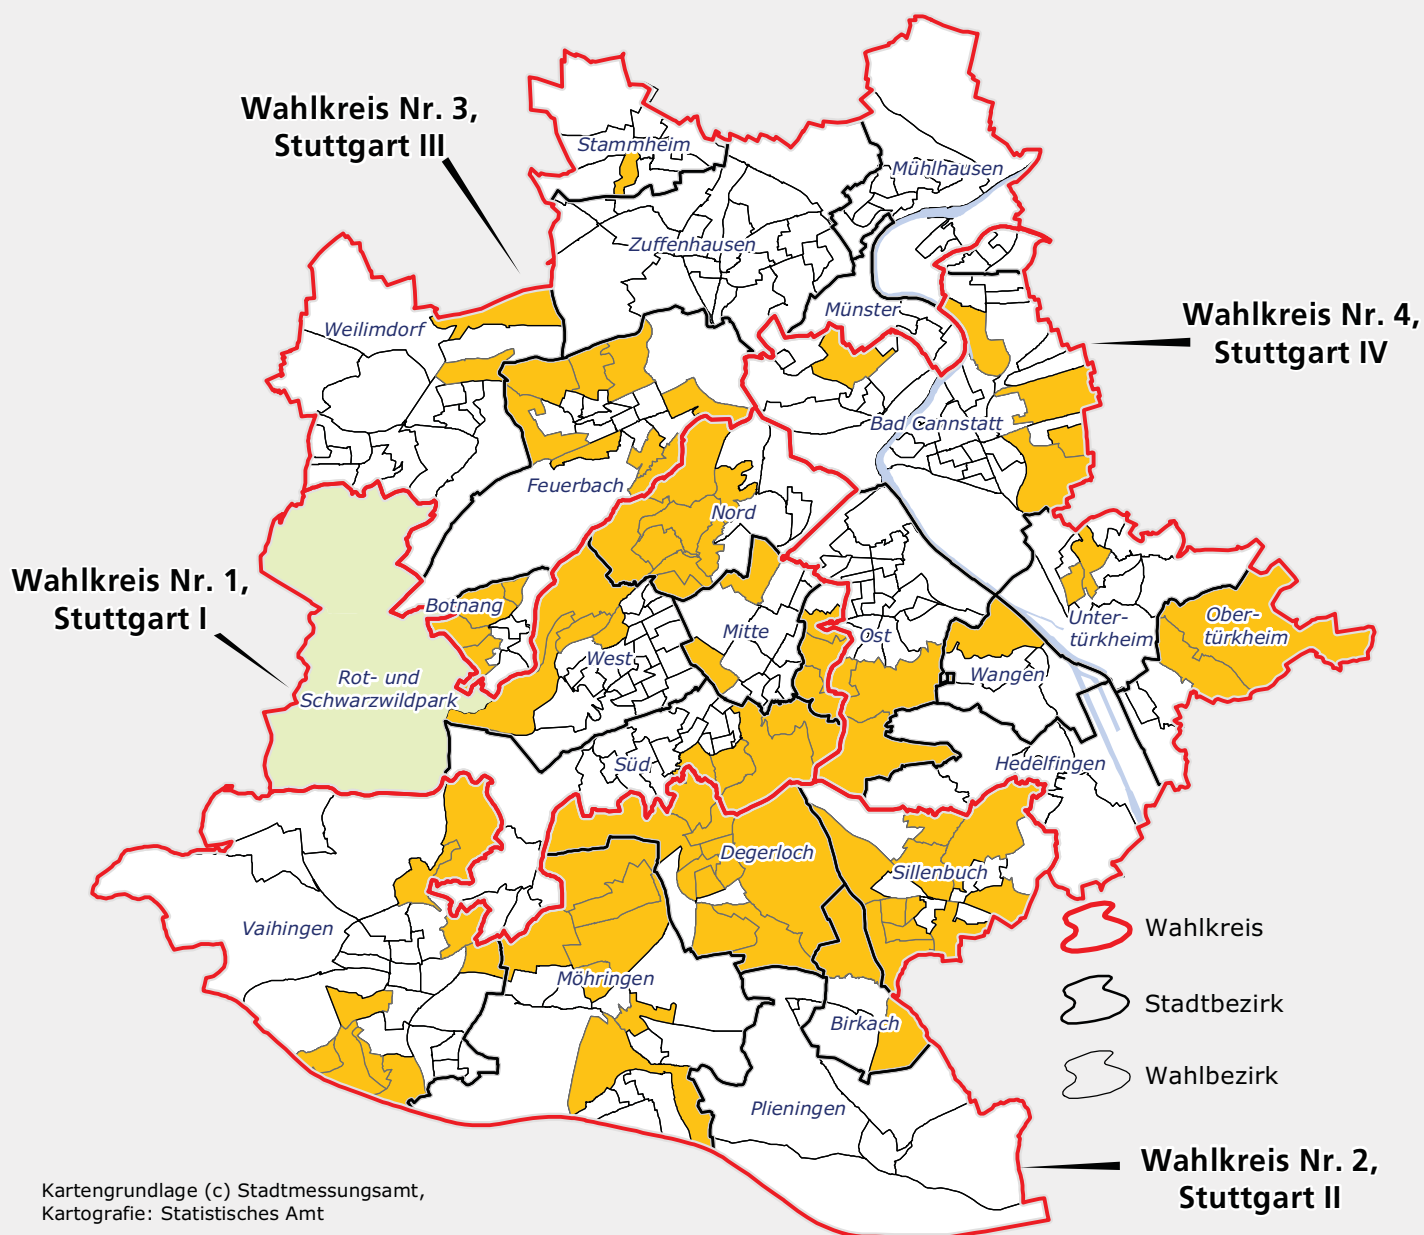 Wahlkreis Nr. 3,
Stuttgart III
Stammheim
Mühlhausen
Zuffenhausen
Weilimdorf
Münster
Wahlkreis Nr. 4,
Stuttgart IV
Bad Cannstatt
Feuerbach
Nord
Wahlkreis Nr. 1,
Stuttgart I
Botnang
Mitte
Ost
Unter-
türkheim
Ober-
türkheim
West
Wangen
Rot- und
Schwarzwildpark
Süd
Hedelfingen
Degerloch
Sillenbuch
Vaihingen
Wahlkreis
Möhringen
Stadtbezirk
Birkach
Wahlbezirk
Plieningen
Wahlkreis Nr. 2,
Stuttgart II
Kartengrundlage (c) Stadtmessungsamt,
Kartografie: Statistisches Amt